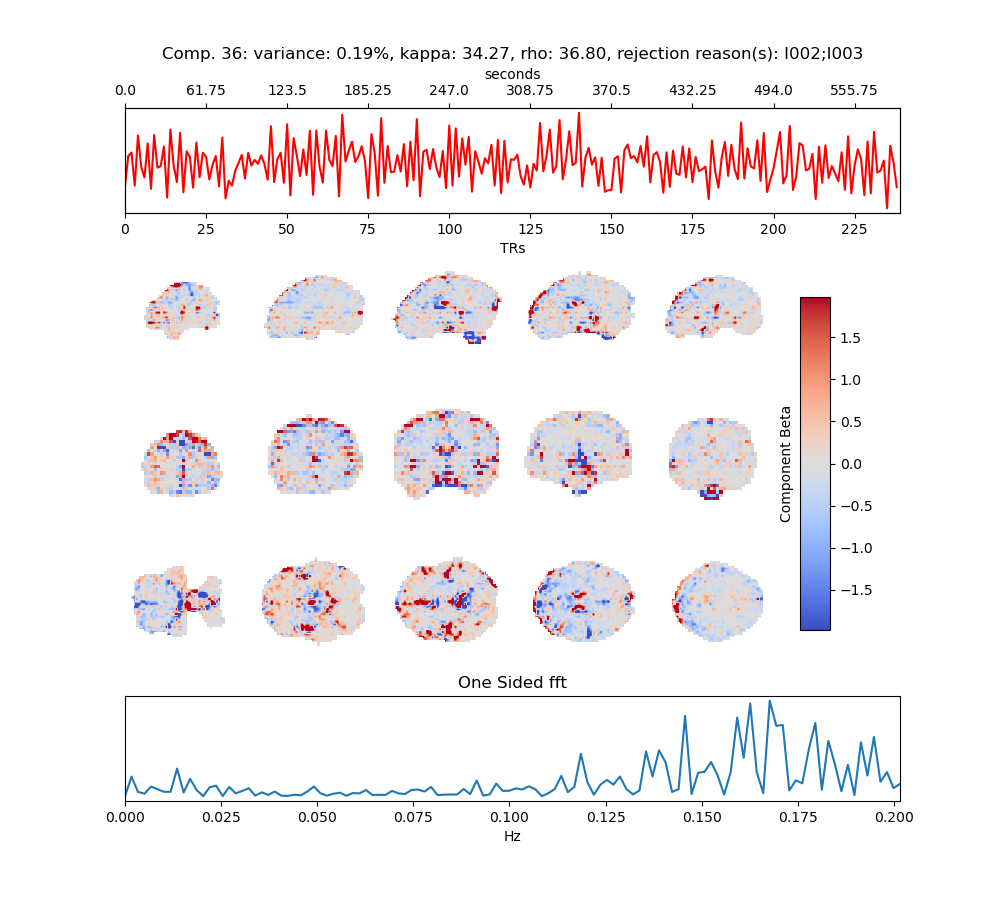 Comp. 36: variance: 0.19%, kappa: 34.27, rho: 36.80, rejection reason(s): I002;I003
seconds
0.0 61.75 123.5 185.25 247.0 308.75 370.5 432.25 494.0 555.75
0 25 50 75 100 125 150 175 200 225
TRs
1.5
1.0
0.5
0.0
−0.5
−1.0
−1.5
Component Beta
One Sided fft
0.000 0.025 0.050 0.075 0.100 0.125 0.150 0.175 0.200
Hz